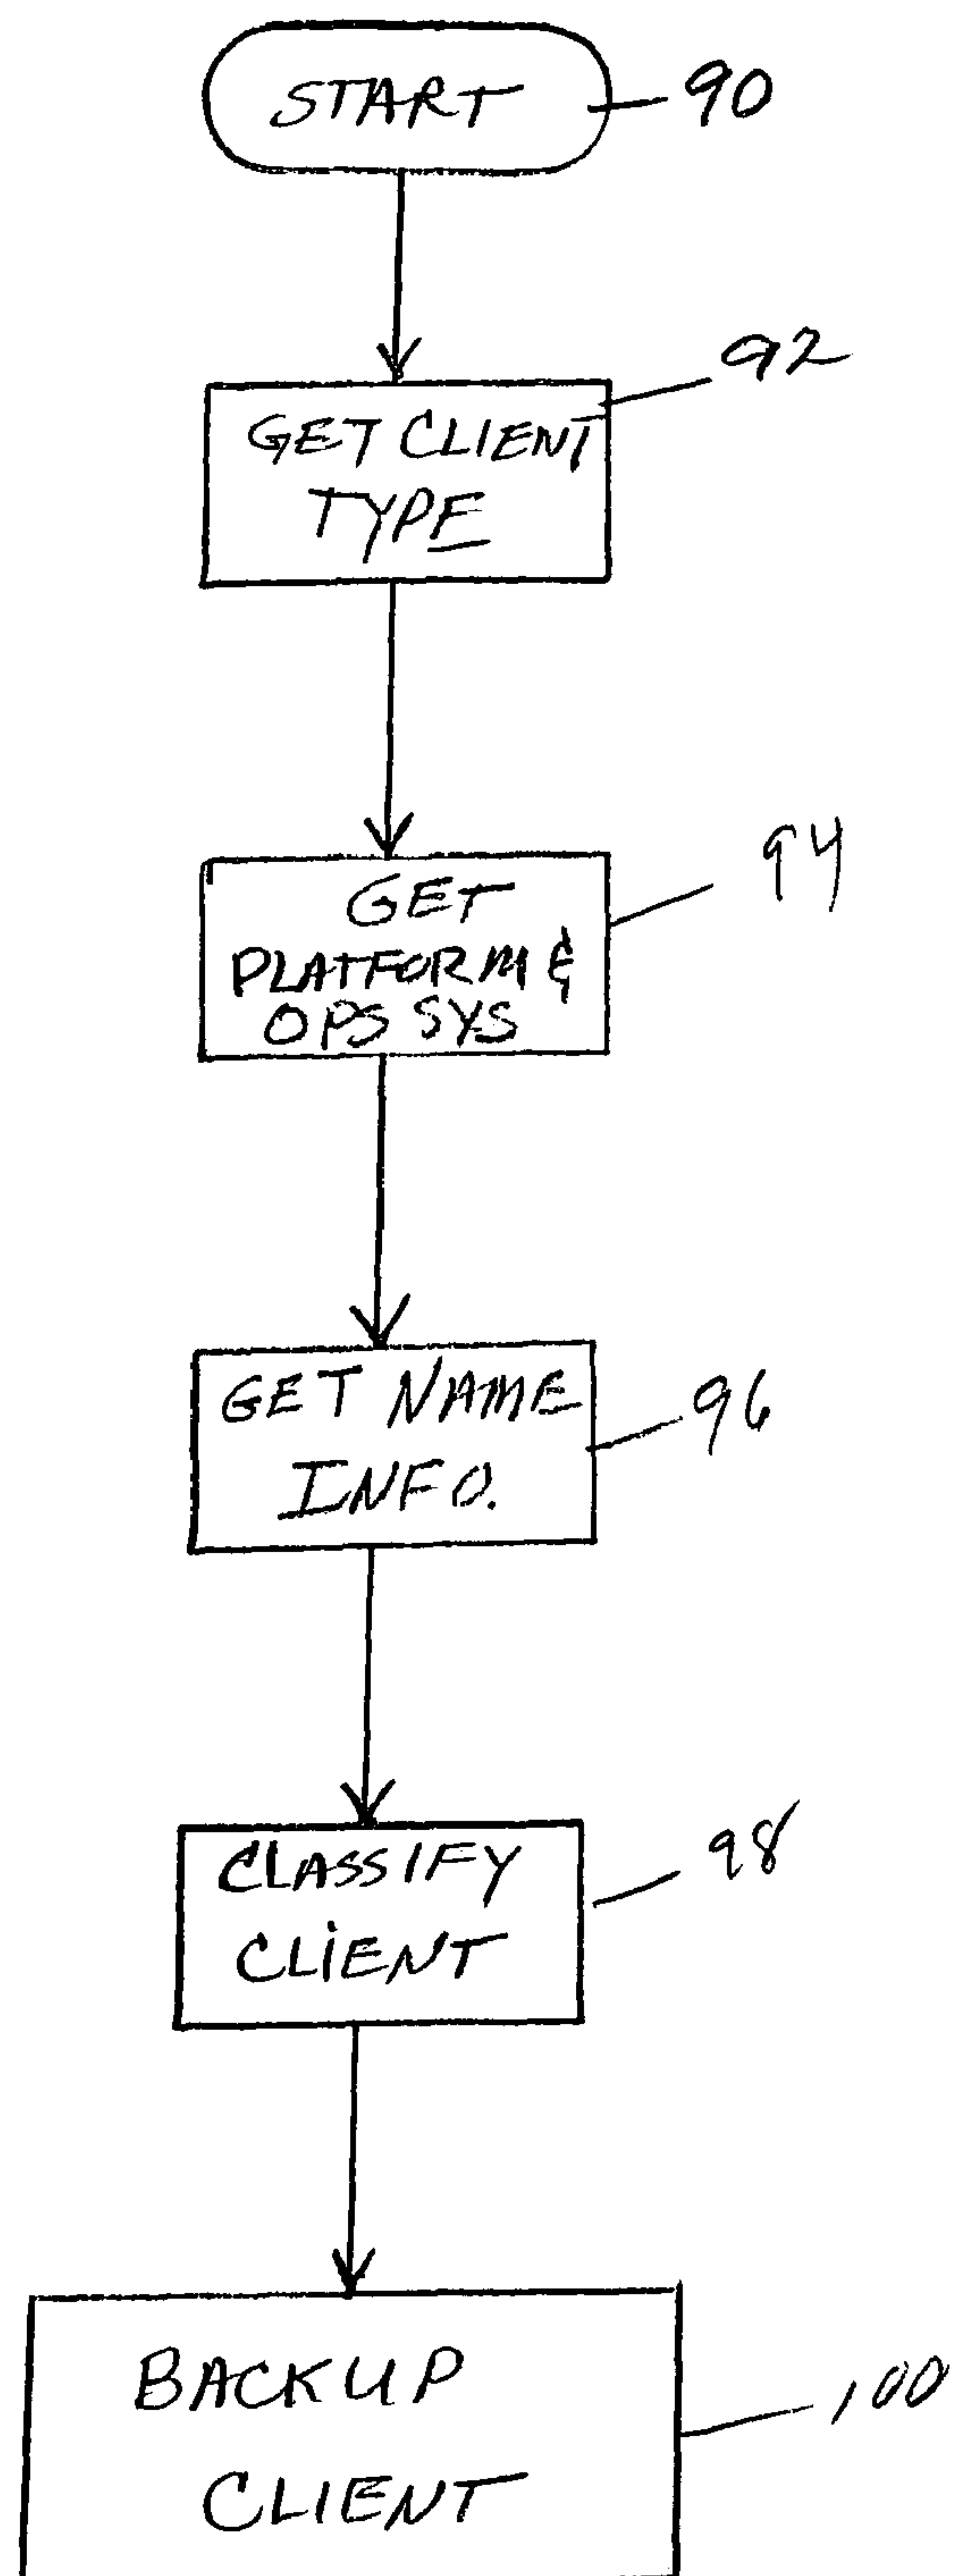 START
90
92
GET CLIENT
TYPE
94
GET
PLATFORM &
OPS SYS
GET NAME
96
INFO.
98
CLASSIFY
CLIENT
BACKUP
100
CLIENT